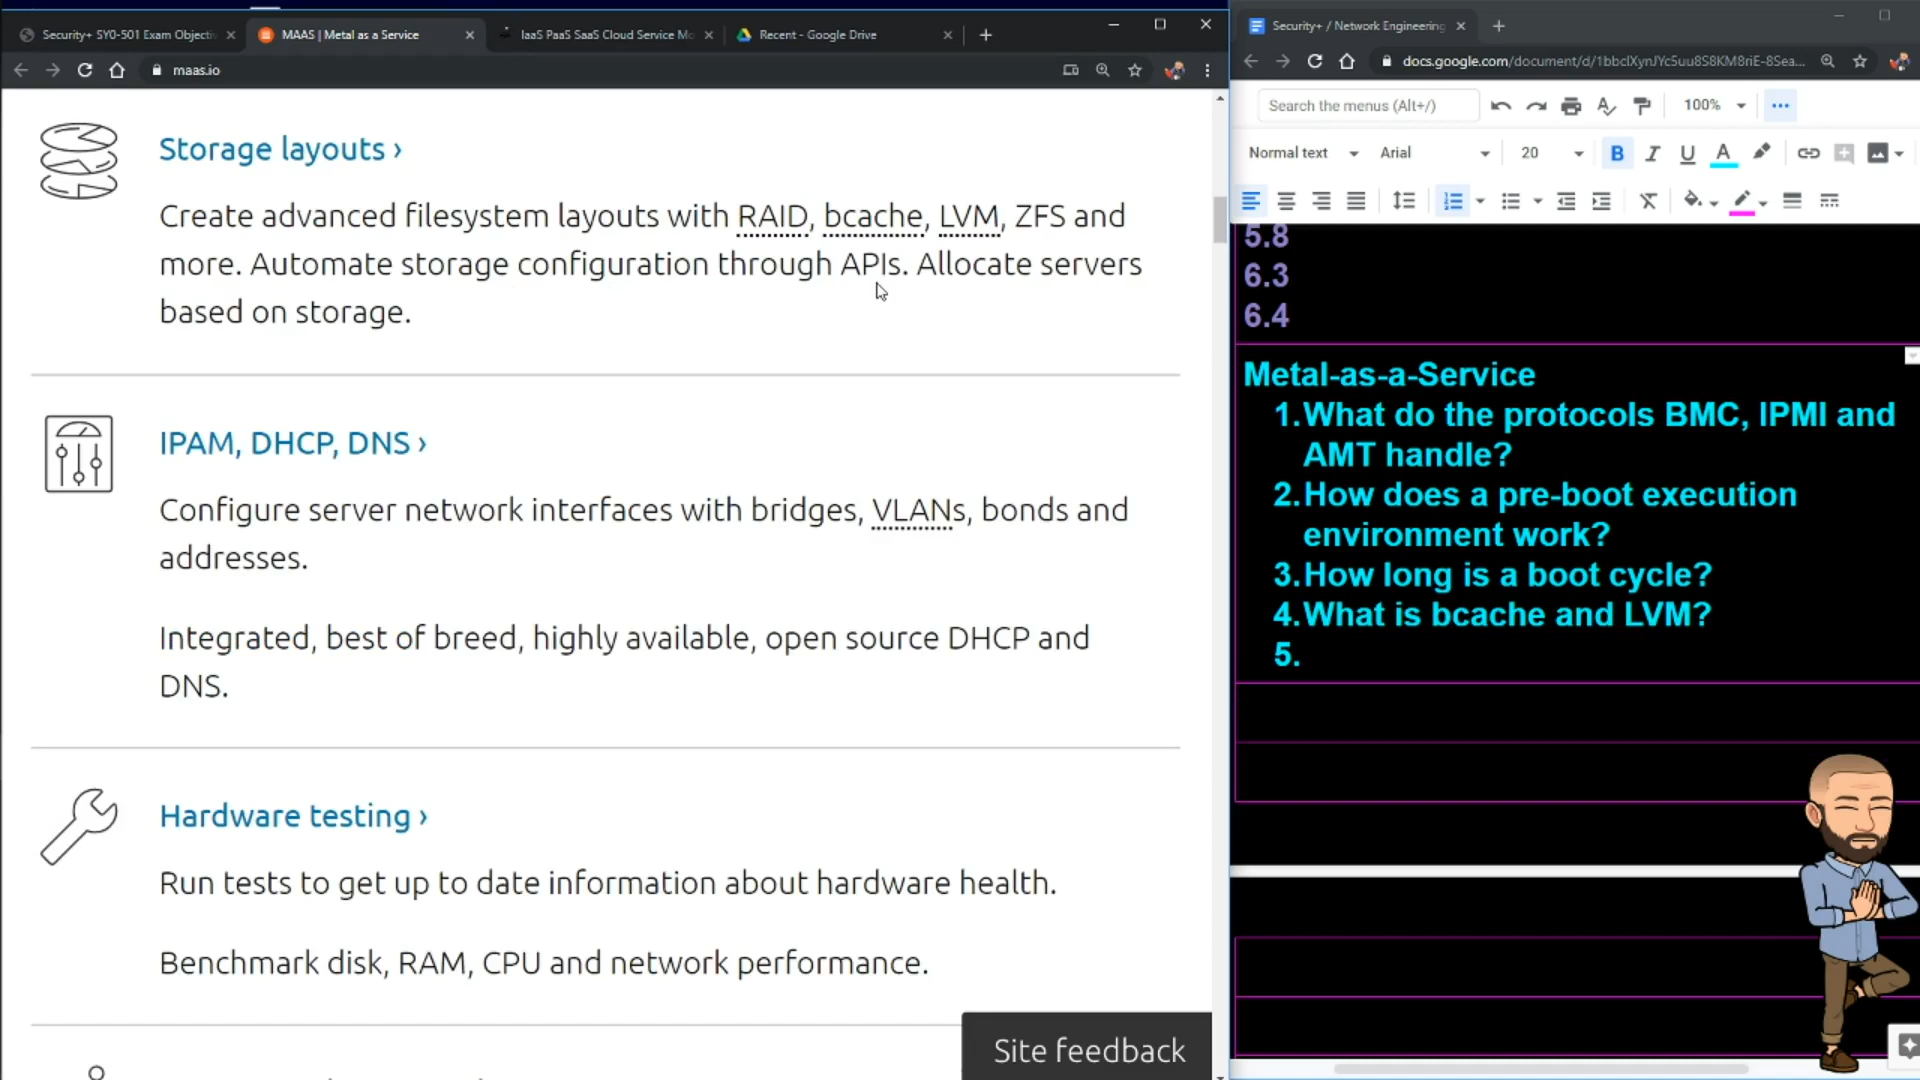 Security+ SY0-501 Exam Objecti
MAAS | Metal as a Service
IaaS PaaS SaaS Cloud Service Mo
Recent - Google Drive
maas.io
Storage layouts ›
Create advanced filesystem layouts with RAID, bcache, LVM, ZFS and
more. Automate storage configuration through APIs. Allocate servers
based on storage.
IPAM, DHCP, DNS ›
Configure server network interfaces with bridges, VLANs, bonds and
addresses.
Integrated, best of breed, highly available, open source DHCP and
DNS.
Hardware testing ›
Run tests to get up to date information about hardware health.
Benchmark disk, RAM, CPU and network performance.
Site feedback
Security+ / Network Engineering
Search the menus (Alt+/)
100%
Normal text
Arial
20
B I U A
5.8
6.3
6.4
Metal-as-a-Service
1. What do the protocols BMC, IPMI and
AMT handle?
2. How does a pre-boot execution
environment work?
3. How long is a boot cycle?
4. What is bcache and LVM?
5.